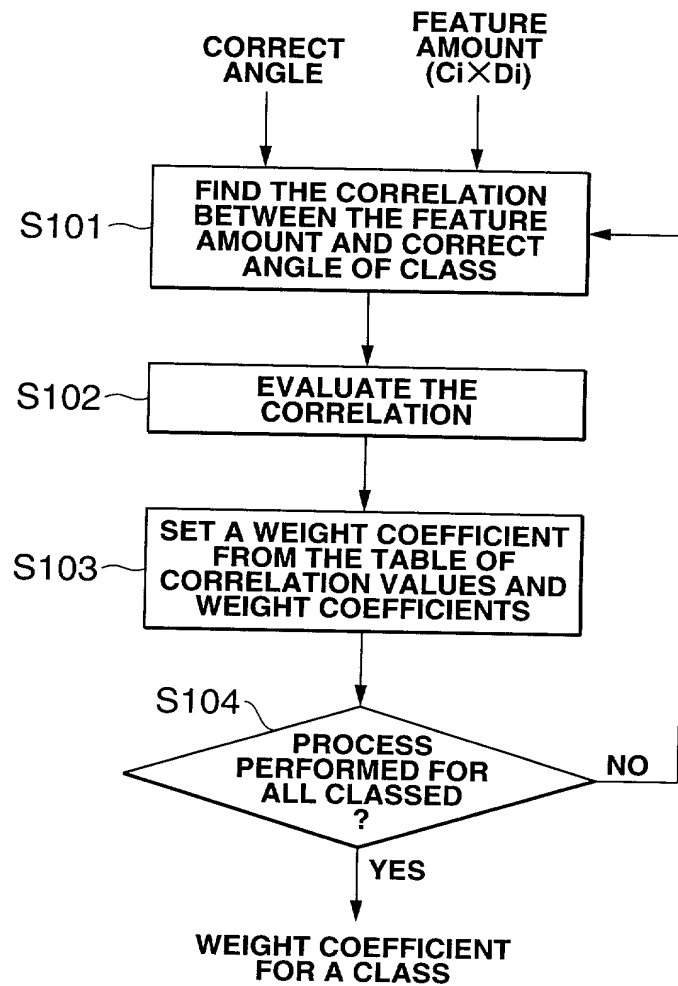 CORRECT
ANGLE
FEATURE
AMOUNT
(Ci×Di)
S101
FIND THE CORRELATION
BETWEEN THE FEATURE
AMOUNT AND CORRECT
ANGLE OF CLASS
S102
EVALUATE THE
CORRELATION
S103
SET A WEIGHT COEFFICIENT
FROM THE TABLE OF
CORRELATION VALUES AND
WEIGHT COEFFICIENTS
S104
PROCESS
PERFORMED FOR
ALL CLASSED
?
NO
YES
WEIGHT COEFFICIENT
FOR A CLASS